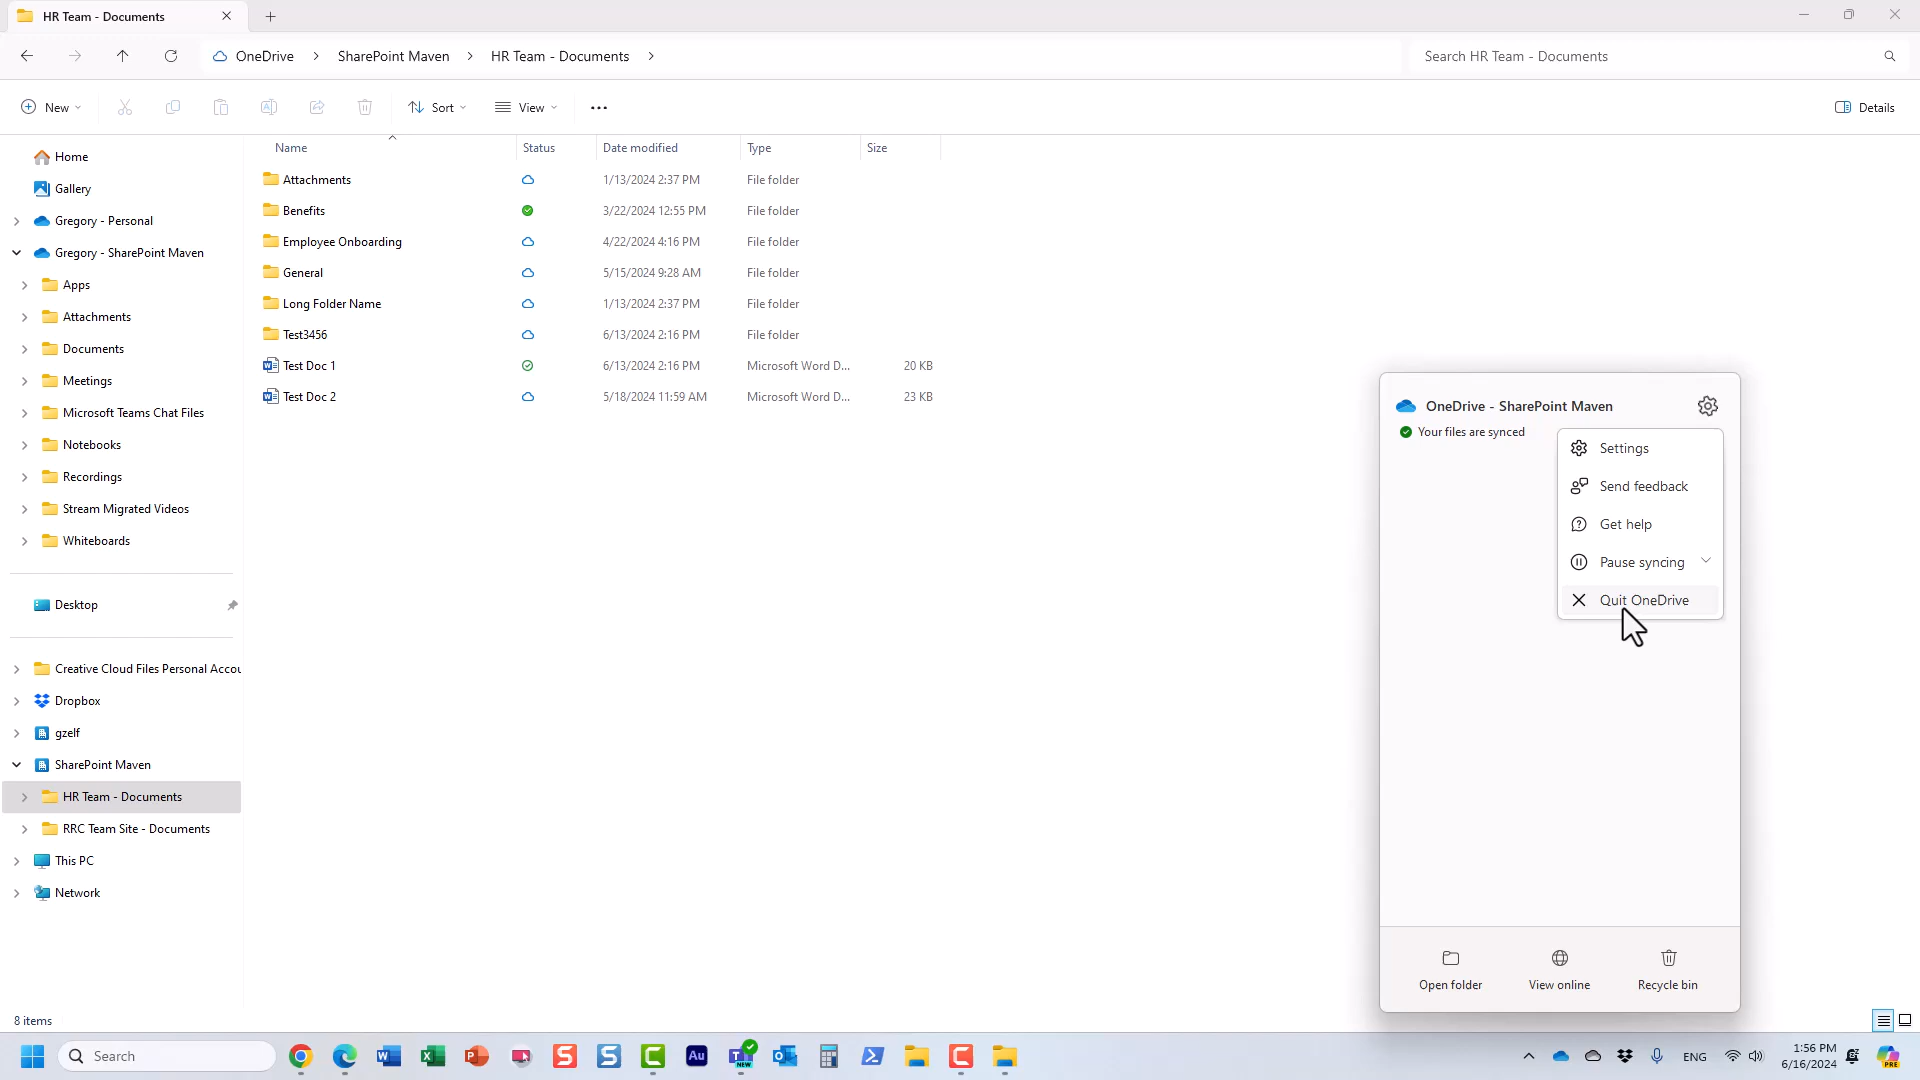 HR Team - Documents
OneDrive > SharePoint Maven > HR Team - Documents >
Search HR Team - Documents
New
Sort
View
Details
Name
Status
Date modified
Type
Size
Home
Gallery
Gregory - Personal
Gregory - SharePoint Maven
Apps
Attachments
Documents
Meetings
Microsoft Teams Chat Files
Notebooks
Recordings
Stream Migrated Videos
Whiteboards
Desktop
Creative Cloud Files Personal Accou
Dropbox
gzelf
SharePoint Maven
HR Team - Documents
RRC Team Site - Documents
This PC
Network
Attachments 1/13/2024 2:37 PM File folder
Benefits 3/22/2024 12:55 PM File folder
Employee Onboarding 4/22/2024 4:16 PM File folder
General 5/15/2024 9:28 AM File folder
Long Folder Name 1/13/2024 2:37 PM File folder
Test3456 6/13/2024 2:16 PM File folder
Test Doc 1 6/13/2024 2:16 PM Microsoft Word D... 20 KB
Test Doc 2 5/18/2024 11:59 AM Microsoft Word D... 23 KB
OneDrive - SharePoint Maven
Your files are synced
Settings
Send feedback
Get help
Pause syncing
Quit OneDrive
Open folder
View online
Recycle bin
8 items
Search
Au
NEW
ENG
1:56 PM
6/16/2024
PRE